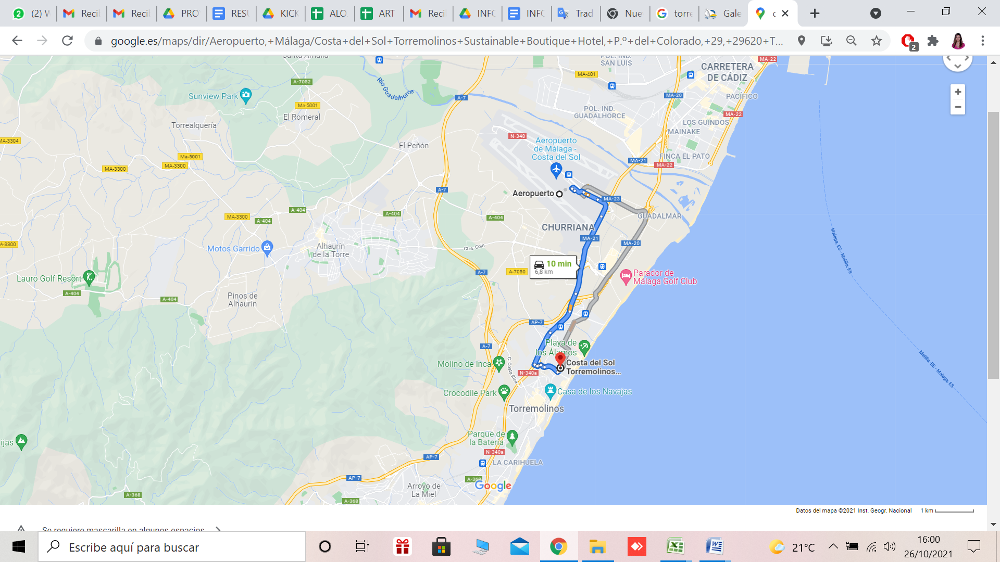 (2) W
Recil
Recil
PRO
RESU
KICK
ALO
ART
Recil
INFO
INFO
Trad
Nue
torre
Gale
google.es/maps/dir/Aeropuerto,+Málaga/Costa+del+Sol+Torremolinos+Sustainable+Boutique+Hotel,+P.º+del+Colorado,+29,+29620+T...
2
Santa Amalia
POL. IND.
SAN LUIS
MA-22
CARRETERA
DE CÁDIZ
MA-401
A-7052
Río Guadalhorce
Sunview Park
A-7
MA-20
PACÍFICO
Ma-5001
El Romeral
POL. IND.
GUADALHORCE
MA-22
Torrealquería
LOS GUINDOS
MAINAKE
N-348
MA-3304
Aeropuerto
de Málaga -
Costa del Sol
El Peñón
Ma-5001
FINCA EL PATO
MA-21
MA-22
MA-3300
MA-3300
A-7
Aeropuerto
MA-23
A-404
A-404
MA-3300
A-404
A-404
GUADALMAR
CHURRIANA
MA-21
MA-20
A-3300
Alhaurín
de la Torre
Ctra. Coín
Motos Garrido
Malaga, ES - Melilla, ES
10 min
6,8 km
A-7
A-7050
Parador de
Málaga Golf Club
Lauro Golf Resort
A-404
Pinos de
Alhaurín
A-404
AP-7
A-7
Playa de
los Álamos
Molino de Inca
C. Costa Rica
Costa del Sol
Torremolinos...
N-340a
Melilla, ES - Malaga, ES
Crocodile Park
Casa de los Navajas
Torremolinos
Parque de
la Batería
ijas
N-340a
AP-7
LA CARIHUELA
AP-7
A-368
Arroyo de
La Miel
Google
A-368
A-368
Datos del mapa ©2021 Inst. Geogr. Nacional
1 km
Se requiere mascarilla en algunos espacios
Escribe aquí para buscar
21°C
16:00
26/10/2021